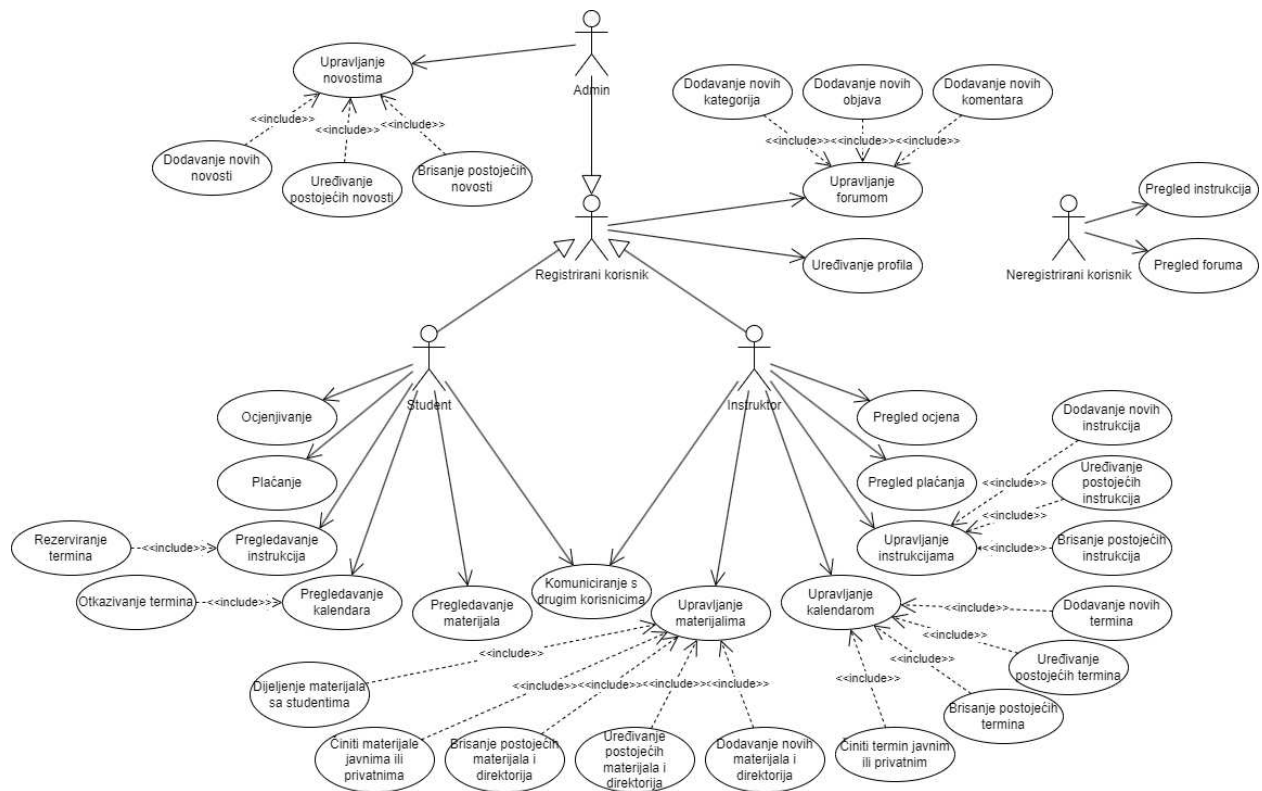 Upravljanje
novostima
<<include>>
<<include>>
<<include>>
Dodavanje novih
novosti
Uređivanje
postojećih novosti
Brisanje postojećih
novosti
Admin
Dodavanje novih
kategorija
Dodavanje novih
objava
Dodavanje novih
komentara
<<include>>
<<include>>
<<include>>
Upravljanje
forumom
Registrirani korisnik
Uređivanje profila
Pregled instrukcija
Neregistrirani korisnik
Pregled foruma
Student
Instruktor
Ocjenjivanje
Plaćanje
Rezerviranje
termina
<<include>>
Pregledavanje
instrukcija
Otkazivanje termina
<<include>>
Pregledavanje
kalendara
Pregledavanje
materijala
Komuniciranje s
drugim korisnicima
Pregled ocjena
Pregled plaćanja
Dodavanje novih
instrukcija
<<include>>
Uređivanje
postojećih
instrukcija
<<include>>
Upravljanje
instrukcijama
<<include>>
Brisanje postojećih
instrukcija
Upravljanje
materijalima
Upravljanje
kalendarom
<<include>>
Dodavanje novih
termina
<<include>>
Uređivanje
postojećih termina
<<include>>
Brisanje postojećih
termina
<<include>>
Činiti termin javnim
ili privatnim
<<include>>
Dijeljenje materijala
sa studentima
<<include>>
<<include>>
<<include>>
<<include>>
Činiti materijale
javnima ili
privatnima
Brisanje postojećih
materijala i
direktorija
Uređivanje
postojećih
materijala i
direktorija
Dodavanje novih
materijala i
direktorija